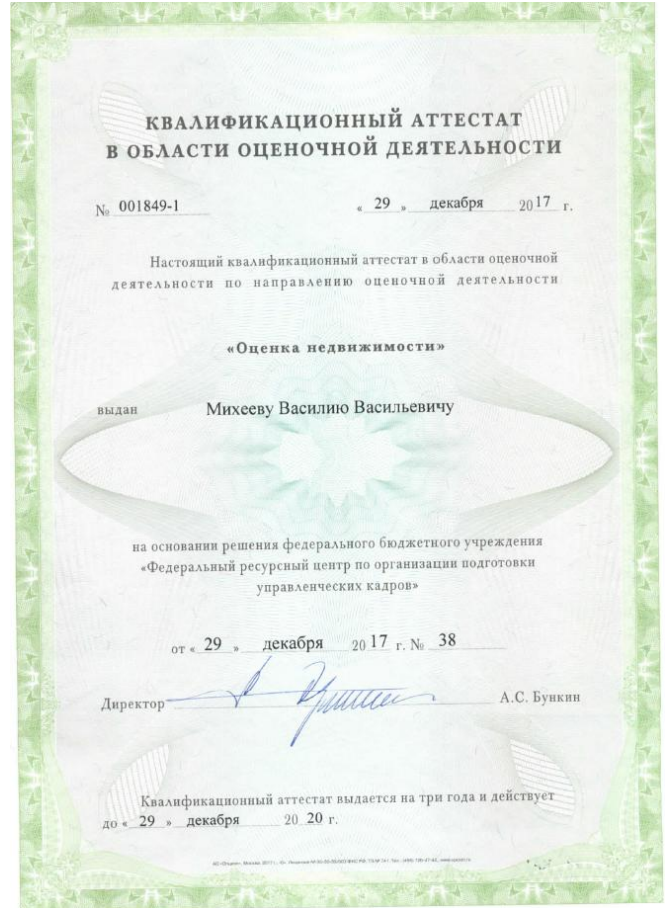 КВАЛИФИКАЦИОННЫЙ АТТЕСТАТ
В ОБЛАСТИ ОЦЕНОЧНОЙ ДЕЯТЕЛЬНОСТИ
№ 001849-1 « 29 » декабря 2017 г.
Настоящий квалификационный аттестат в области оценочной
деятельности по направлению оценочной деятельности
«Оценка недвижимости»
выдан Михееву Василию Васильевичу
на основании решения федерального бюджетного учреждения
«Федеральный ресурсный центр по организации подготовки
управленческих кадров»
от « 29 » декабря 2017 г. № 38
Директор А.С. Бункин
Квалификационный аттестат выдается на три года и действует
до « 29 » декабря 2020 г.